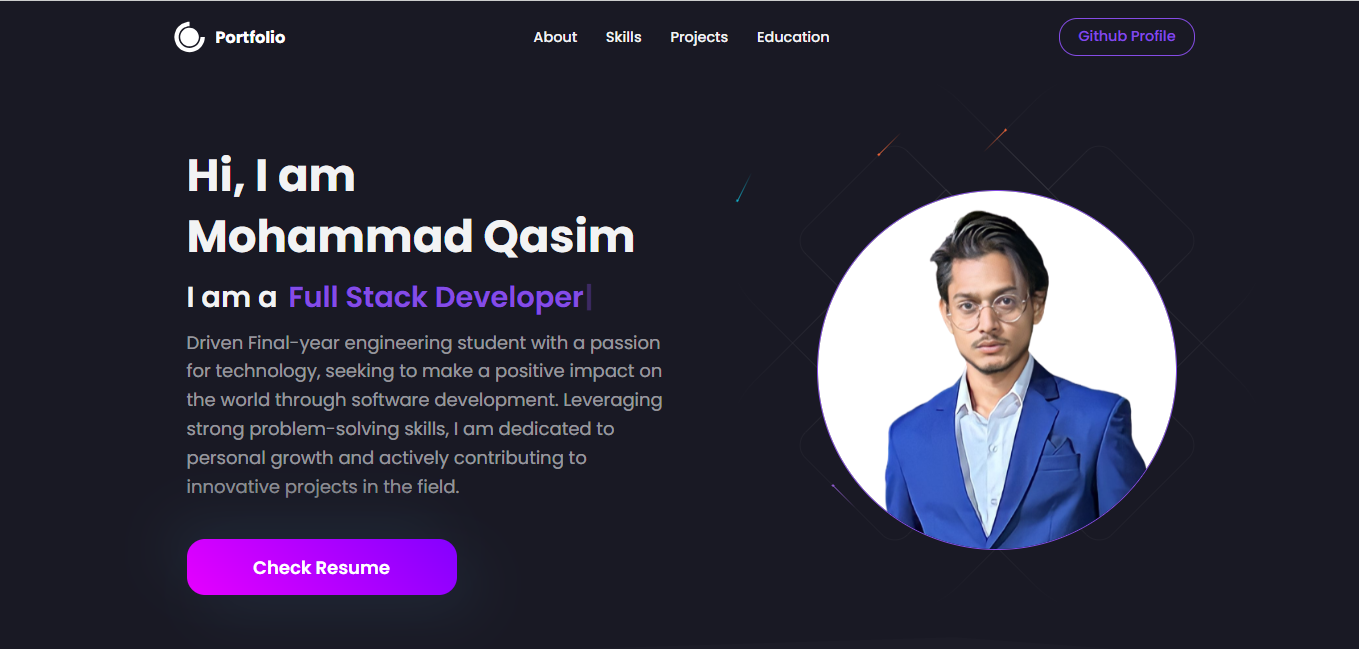 Portfolio
About Skills Projects Education
Github Profile
Hi, I am
Mohammad Qasim
I am a Full Stack Developer
Driven Final-year engineering student with a passion
for technology, seeking to make a positive impact on
the world through software development. Leveraging
strong problem-solving skills, I am dedicated to
personal growth and actively contributing to
innovative projects in the field.
Check Resume